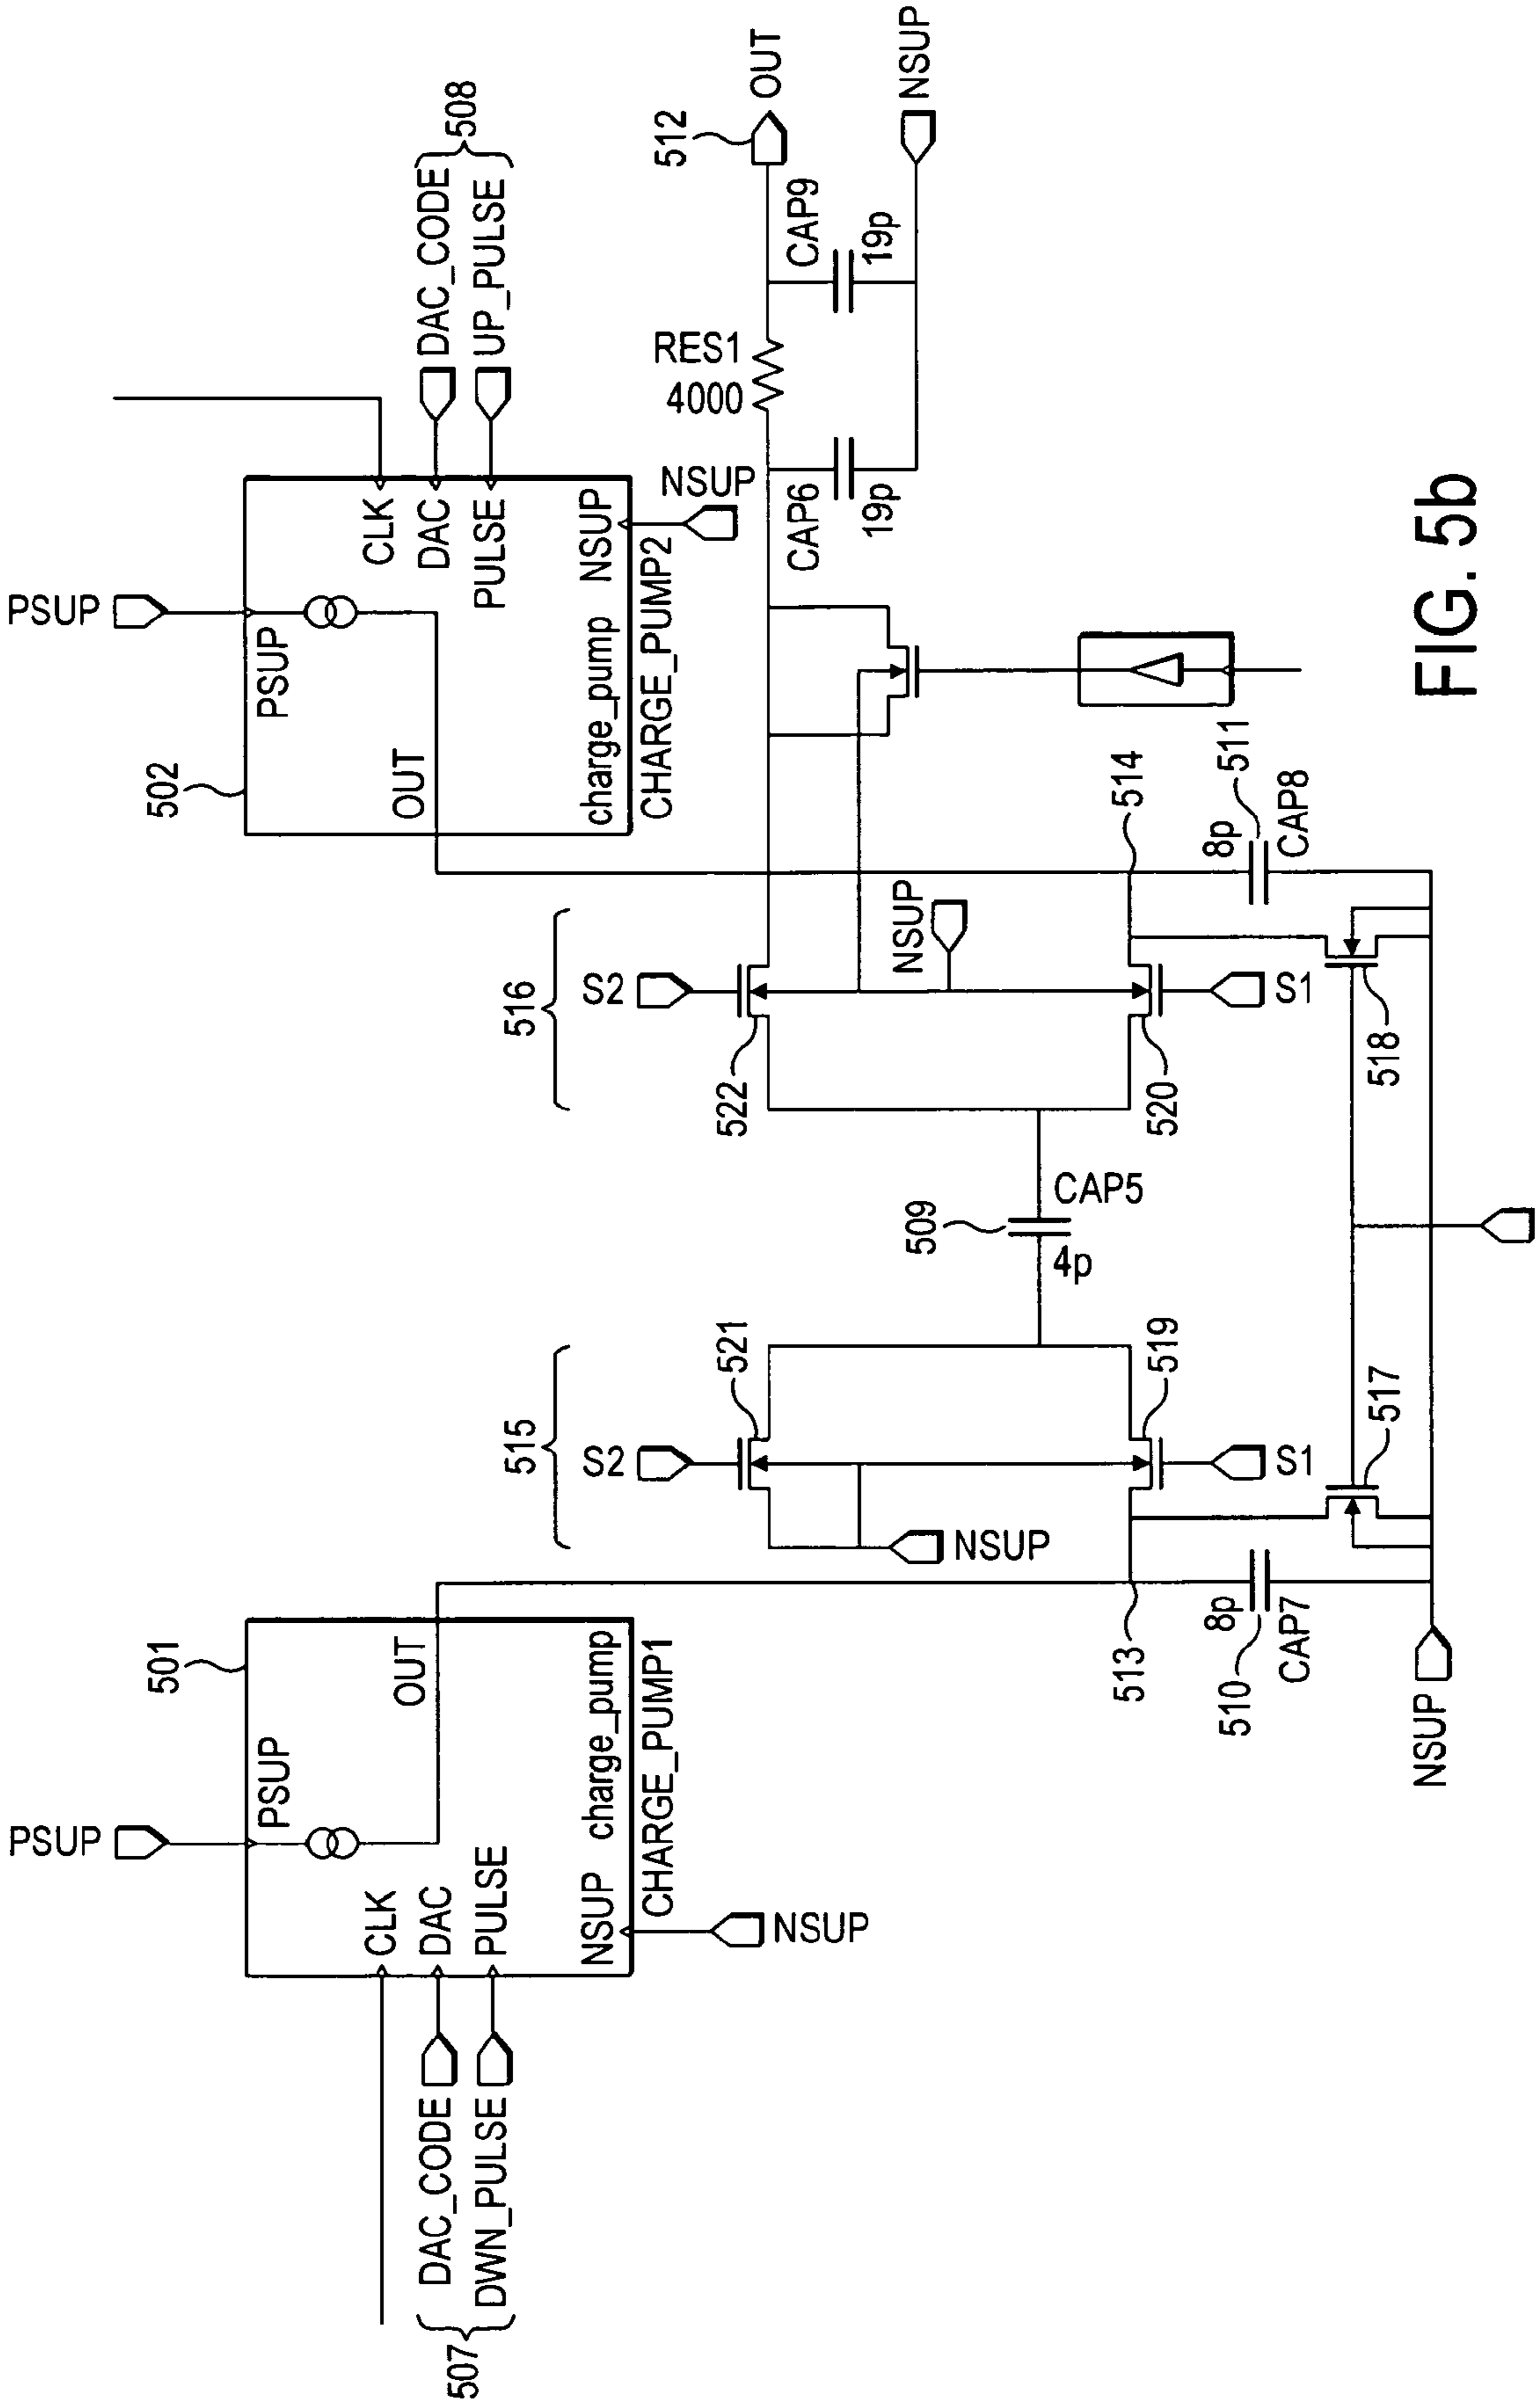 PSUP
501
PSUP
OUT
CLK
DAC
PULSE
NSUP
charge_pump
CHARGE_PUMP1
DAC_CODE
DWN_PULSE
507
NSUP
PSUP
502
PSUP
OUT
CLK
DAC
PULSE
charge_pump
NSUP
CHARGE_PUMP2
DAC_CODE
UP_PULSE
508
NSUP
515
S2
521
NSUP
519
S1
513
509
CAP5
4p
516
S2
522
NSUP
520
S1
514
RES1
4000
CAP6
19p
CAP9
19p
512
OUT
NSUP
8p
510
CAP7
517
518
8p
511
CAP8
NSUP
FIG. 5b